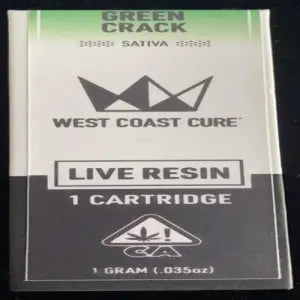 GREEN
CRACK
SATIVA
WEST COAST CURE
LIVE RESIN
1 CARTRIDGE
!
CA
1 GRAM (.035oz)